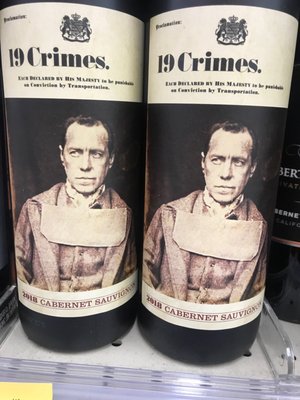 Proclamation:
19 Crimes.
EACH DECLARED BY HIS MAJESTY to be punishable
on Conviction by Transportation.
2018 CABERNET SAUVIGNON
Proclamation:
19 Crimes.
EACH DECLARED BY HIS MAJESTY to be punishable
on Conviction by Transportation.
2018 CABERNET SAUVIGNON